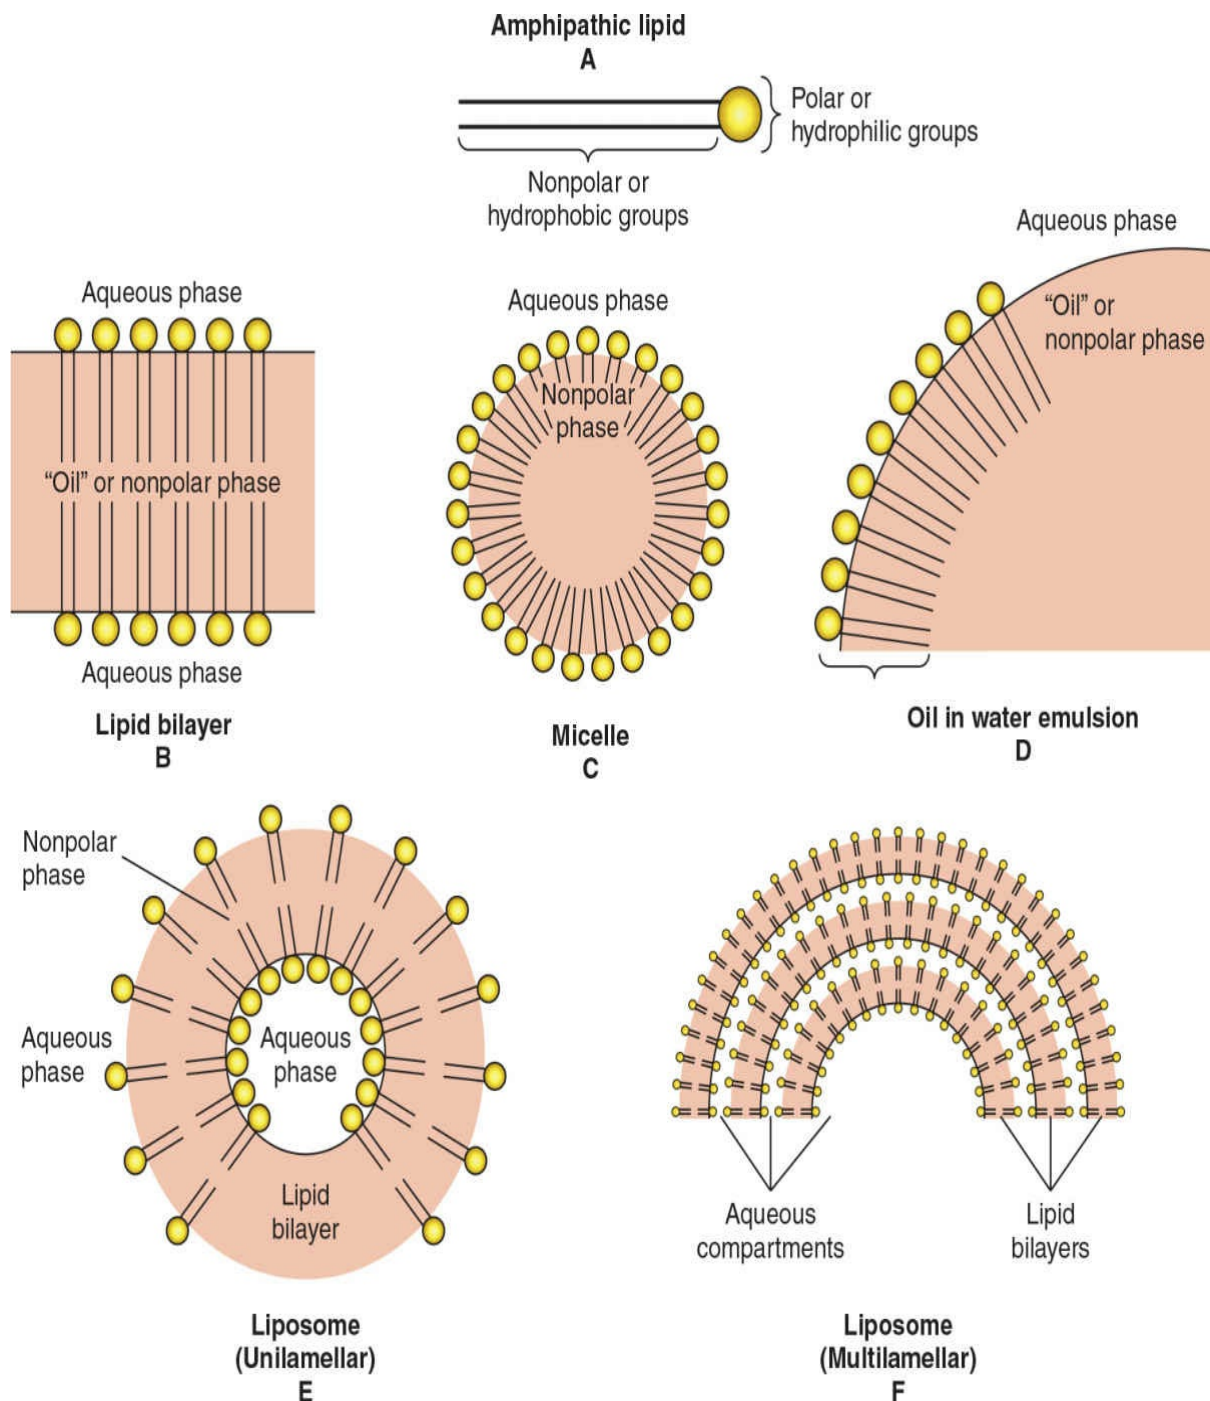 Amphipathic lipid
A
Polar or
hydrophilic groups
Nonpolar or
hydrophobic groups
Aqueous phase
"Oil" or nonpolar phase
Aqueous phase
Lipid bilayer
B
Aqueous phase
Nonpolar
phase
Micelle
C
Aqueous phase
"Oil" or
nonpolar phase
Oil in water emulsion
D
Nonpolar
phase
Aqueous
phase
Aqueous
phase
Lipid
bilayer
Liposome
(Unilamellar)
E
Aqueous
compartments
Lipid
bilayers
Liposome
(Multilamellar)
F